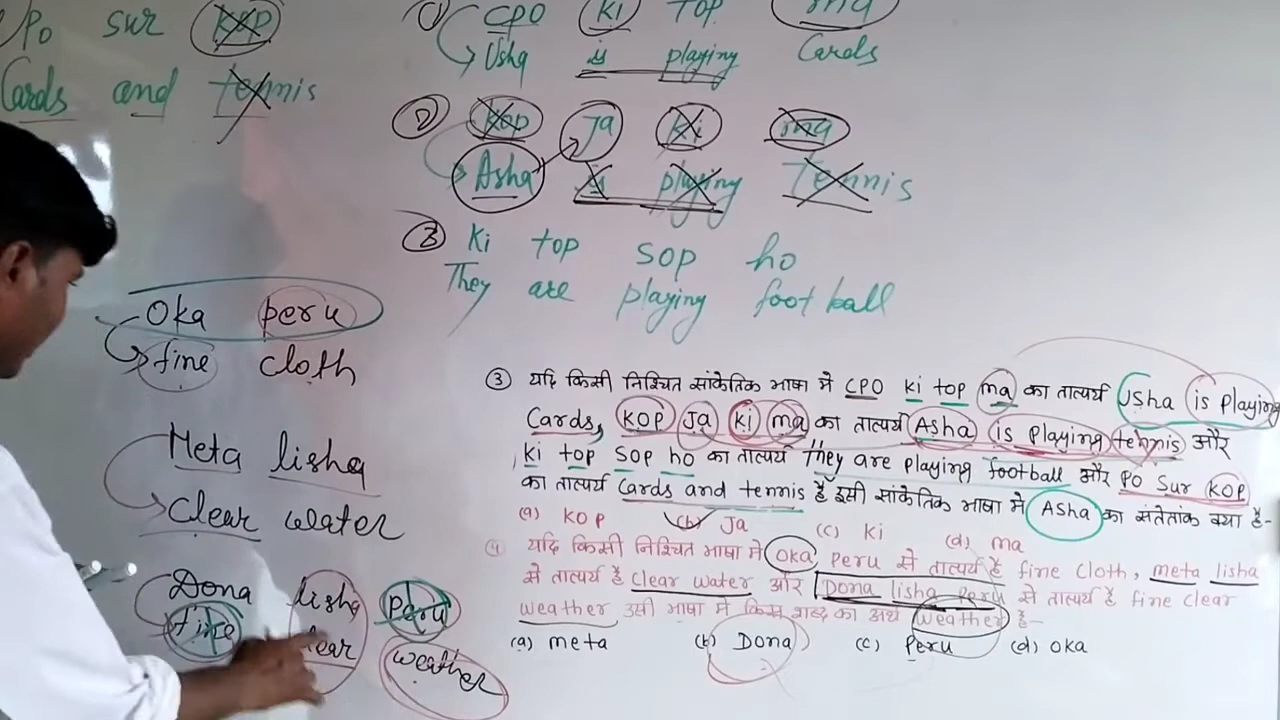 Po sur KOP
Cards and tennis
① CPO Ki TOP ma
Usha is playing Cards
② Kop Ja Ki ma
Asha is playing Tennis
③ Ki top sop ho
They are playing football
Oka peru
fine cloth
Meta lisha
Clear water
Dona lisha Peru
fine clear weather
③ यदि किसी निश्चित सांकेतिक भाषा में CPO ki top ma का तात्पर्य Usha is playing
Cards, KOP Ja ki ma का तात्पर्य Asha is Playing tennis और
ki top Sop ho का तात्पर्य They are playing football और Po Sur KOP
का तात्पर्य Cards and tennis है इसी सांकेतिक भाषा में Asha का संतेतांक क्या है-
(a) KOP (b) Ja (c) Ki (d) ma
४ यदि किसी निश्चित भाषा में Oka Peru से तात्पर्य है fine Cloth, meta lisha
से तात्पर्य है Clear Water और Dona lisha Peru से तात्पर्य है fine Clear
Weather उसी भाषा में किस शब्द का अर्थ Weather है-
(a) meta (b) Dona (c) Peru (d) oka